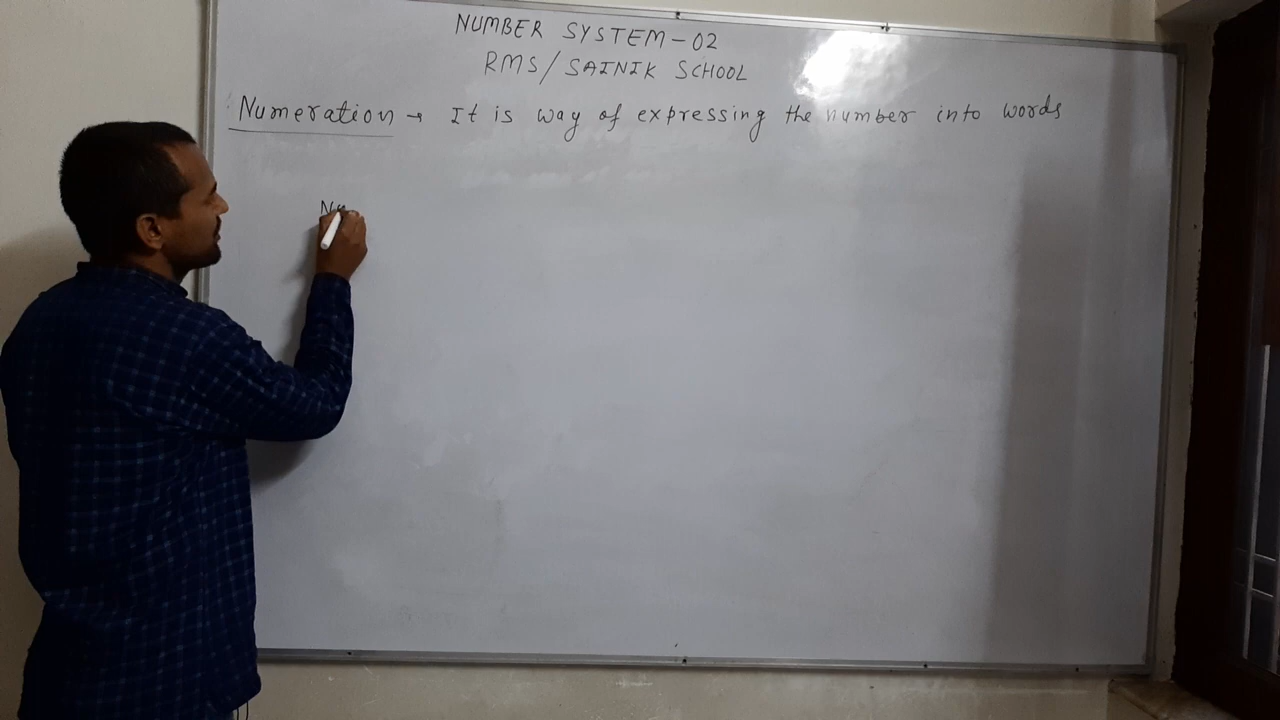 NUMBER SYSTEM-02
RMS/SAINIK SCHOOL
Numeration → It is way of expressing the number into words